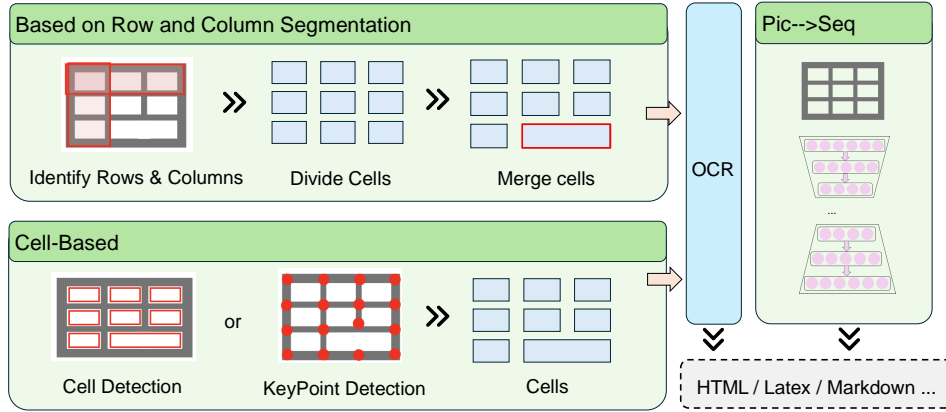 Based on Row and Column Segmentation
Identify Rows & Columns
Divide Cells
Merge cells
Cell-Based
Cell Detection
or
KeyPoint Detection
Cells
OCR
Pic-->Seq
...
HTML / Latex / Markdown ...